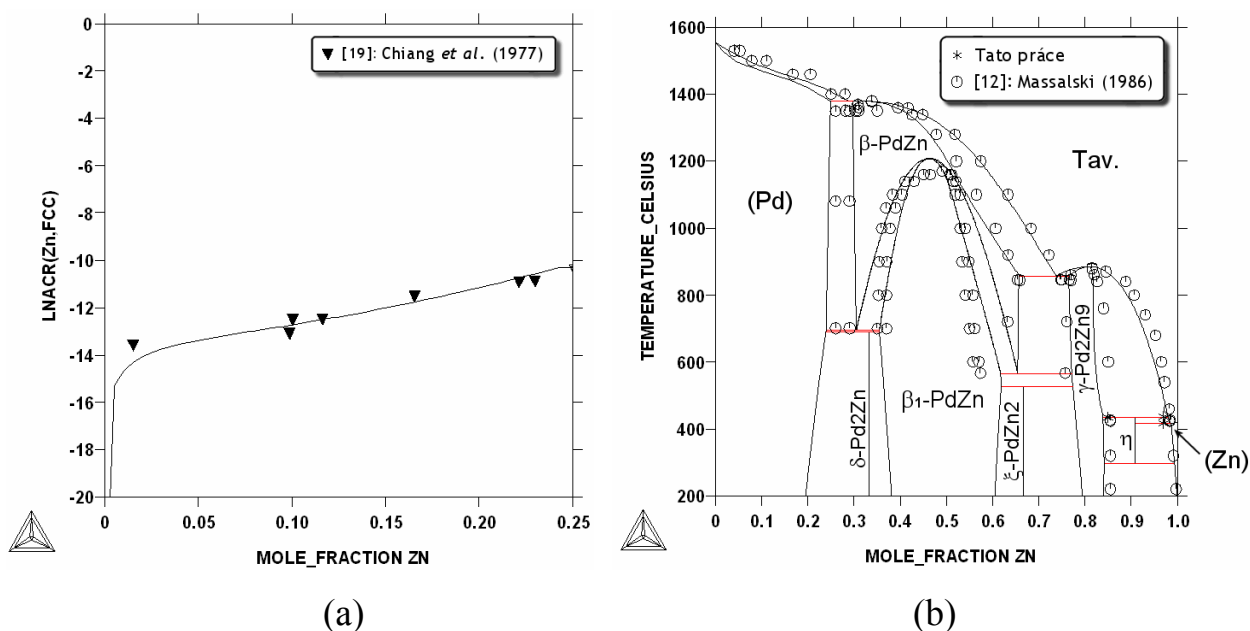 0
-2
-4
-6
-8
-10
-12
-14
-16
-18
-20
LNACR(Zn,FCC)
▼ [19]: Chiang et al. (1977)
0 0.05 0.10 0.15 0.20 0.25
MOLE_FRACTION ZN
(a)
1600
1400
1200
1000
800
600
400
200
TEMPERATURE_CELSIUS
* Tato práce
[12]: Massalski (1986)
β-PdZn
Tav.
(Pd)
β₁-PdZn
δ-Pd2Zn
ξ-PdZn2
γ-Pd2Zn9
η
(Zn)
0 0.1 0.2 0.3 0.4 0.5 0.6 0.7 0.8 0.9 1.0
MOLE_FRACTION ZN
(b)